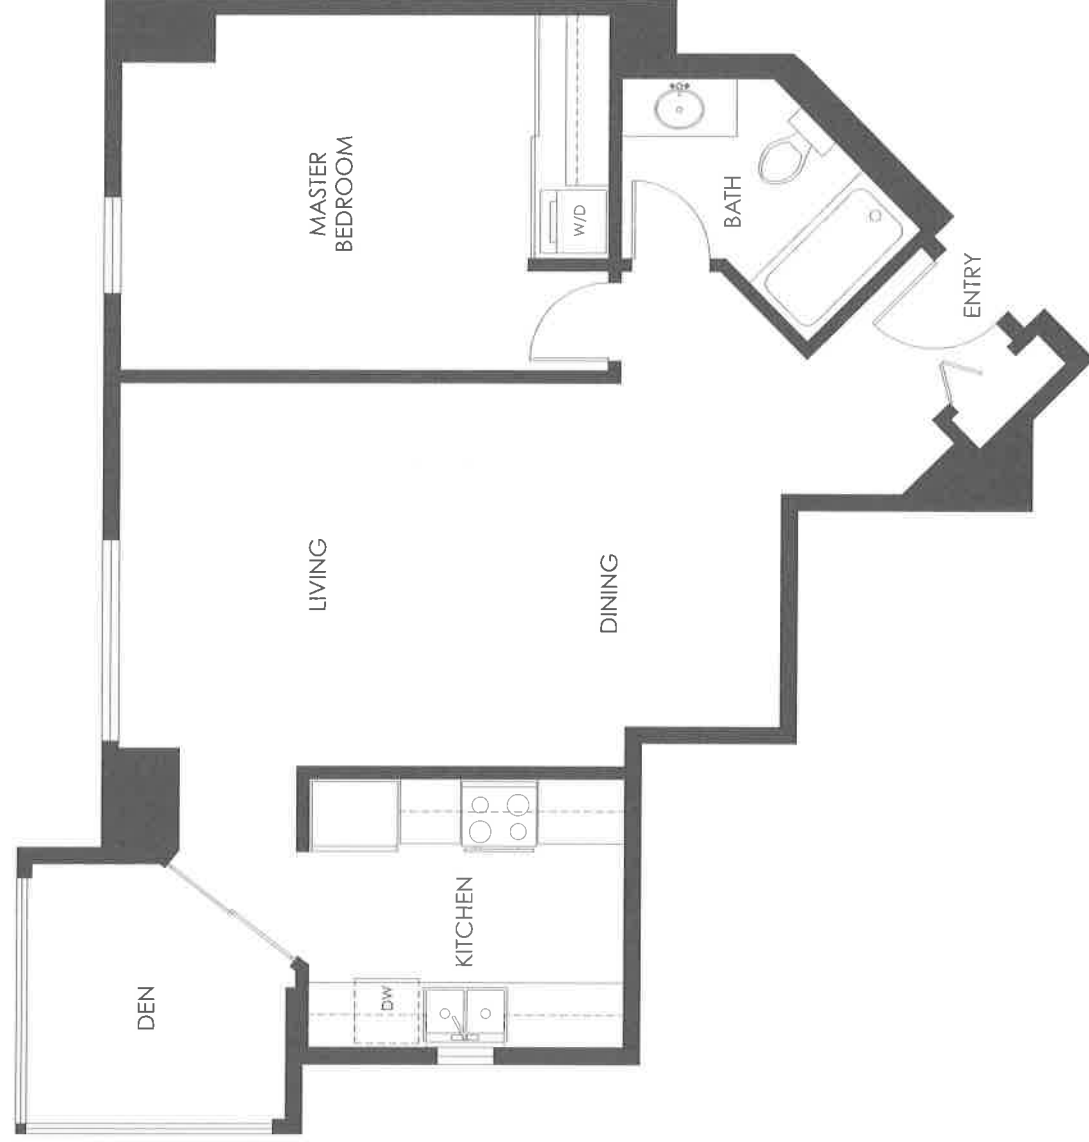 MASTER
BEDROOM
W/D
BATH
ENTRY
LIVING
DINING
KITCHEN
DW
DEN